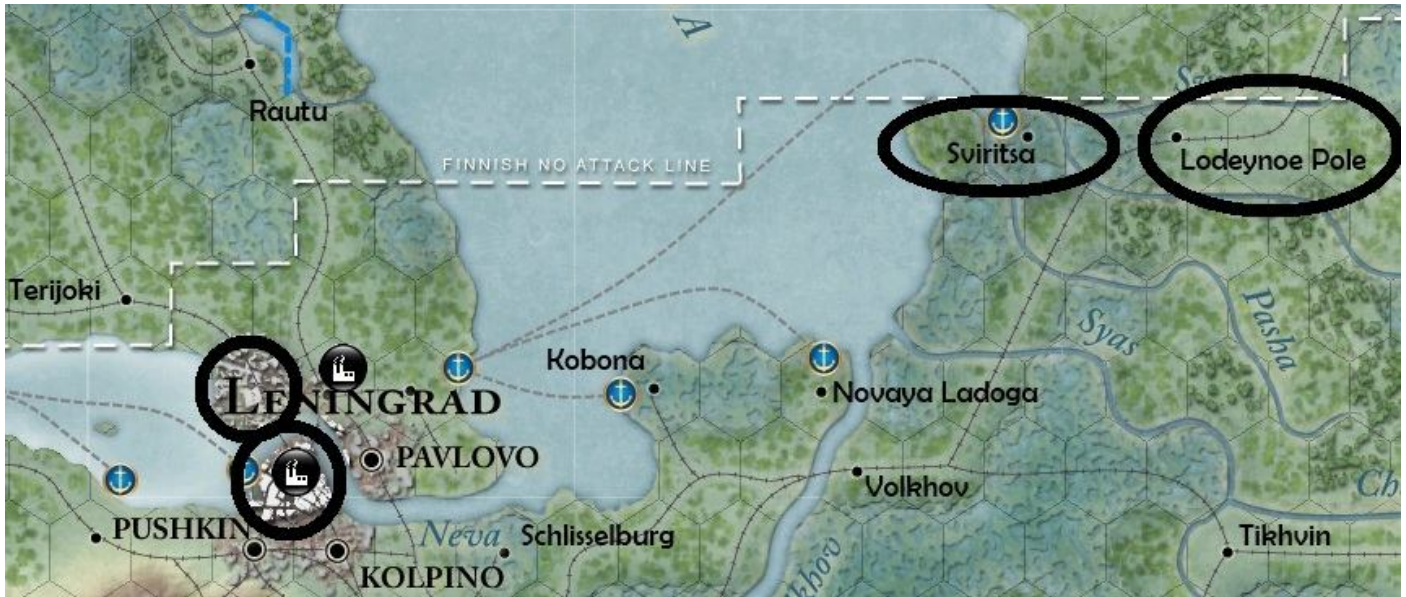 A
Rautu
FINNISH NO ATTACK LINE
Sviritsa
Lodeynoe Pole
Terijoki
LENINGRAD
Kobona
Novaya Ladoga
Syas
Pasha
PAVLOVO
Volkhov
PUSHKIN
Neva
Schlisselburg
Tikhvin
KOLPINO